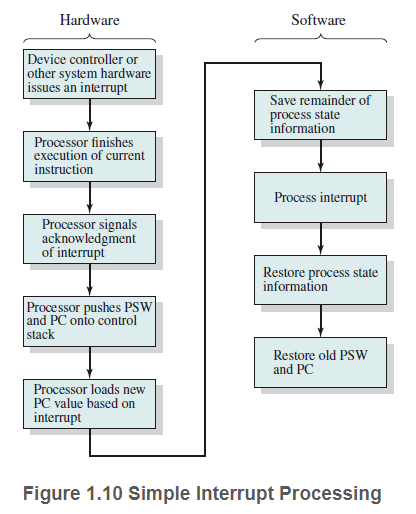 Hardware
Device controller or
other system hardware
issues an interrupt
Processor finishes
execution of current
instruction
Processor signals
acknowledgment
of interrupt
Processor pushes PSW
and PC onto control
stack
Processor loads new
PC value based on
interrupt
Software
Save remainder of
process state
information
Process interrupt
Restore process state
information
Restore old PSW
and PC
Figure 1.10 Simple Interrupt Processing